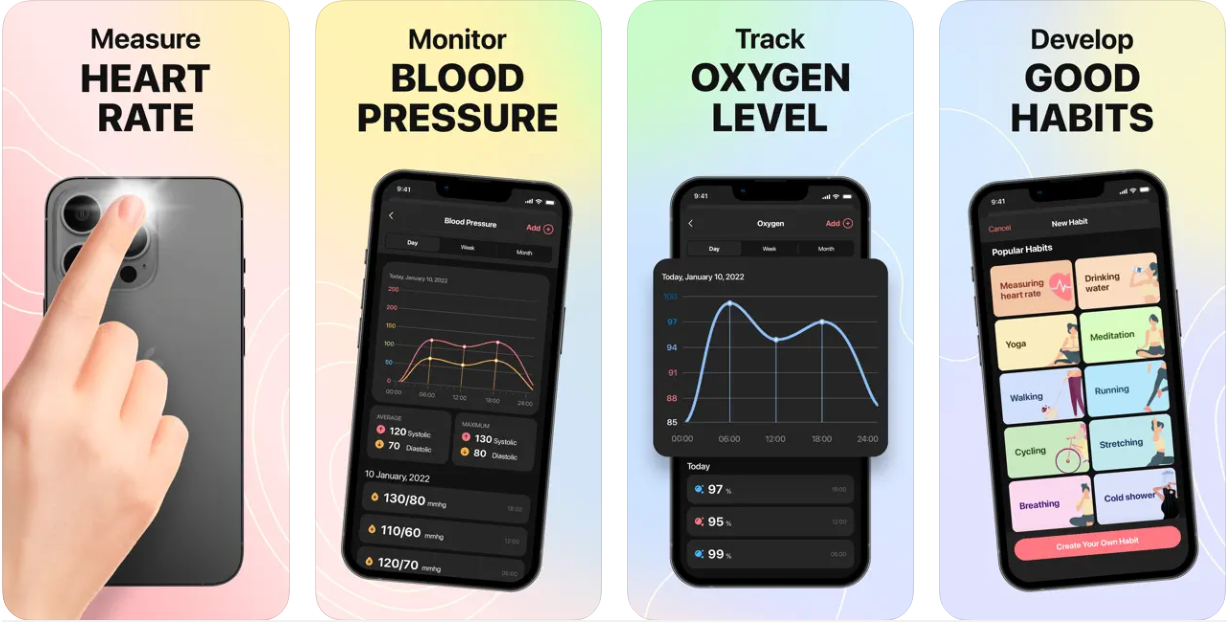 Measure
HEART
RATE
Monitor
BLOOD
PRESSURE
9:41
Blood Pressure
Add
Day
Week
Month
Today, January 10, 2022
250
200
150
100
50
0
00:00
06:00
12:00
18:00
24:00
AVERAGE
120 Systolic
70 Diastolic
MAXIMUM
130 Systolic
80 Diastolic
10 January, 2022
130/80 mmhg
18:00
110/60 mmhg
12:00
120/70 mmhg
06:00
Track
OXYGEN
LEVEL
9:41
Oxygen
Add
Day
Week
Month
Today, January 10, 2022
100
97
94
91
88
85
00:00
06:00
12:00
18:00
24:00
Today
97 %
18:00
95 %
12:00
99 %
06:00
Develop
GOOD
HABITS
9:41
Cancel
New Habit
Popular Habits
Measuring
heart rate
Drinking
water
Yoga
Meditation
Walking
Running
Cycling
Stretching
Breathing
Cold shower
Create Your Own Habit